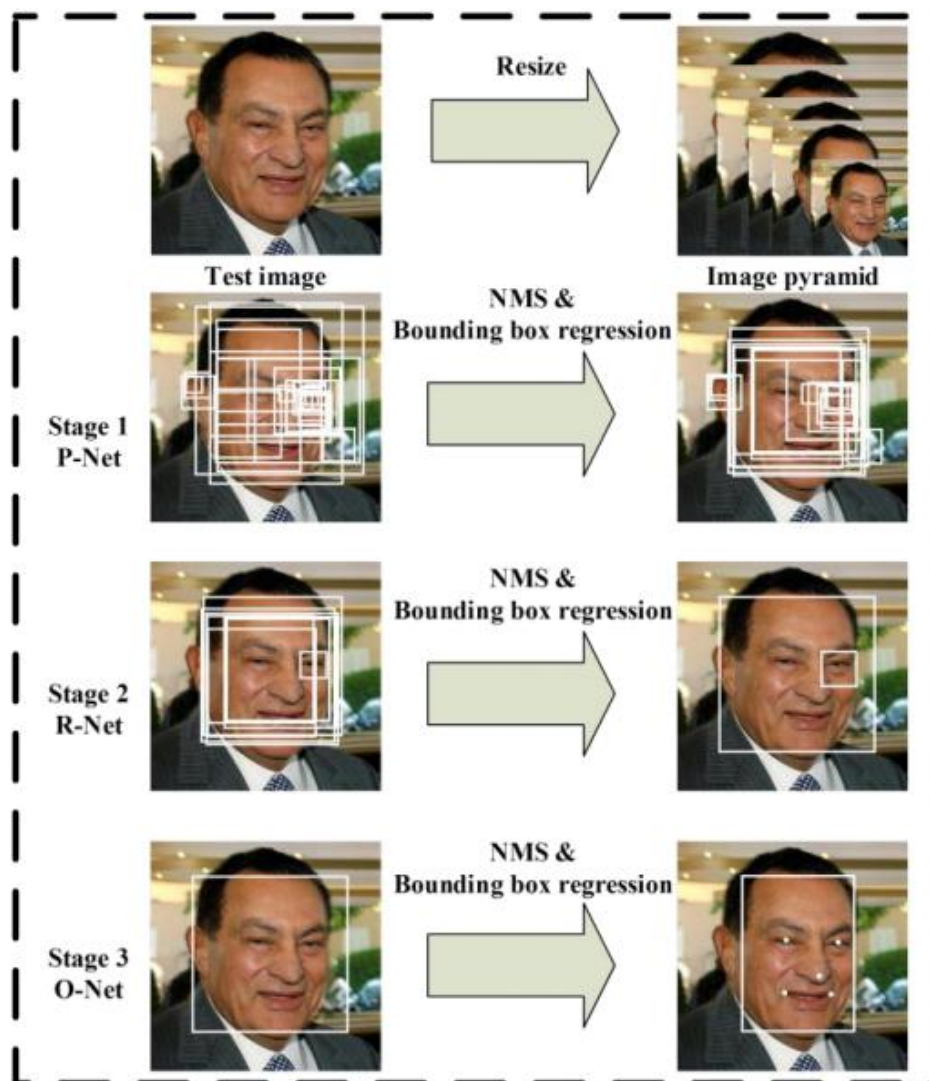 Resize
Test image
Image pyramid
NMS &
Bounding box regression
Stage 1
P-Net
NMS &
Bounding box regression
Stage 2
R-Net
NMS &
Bounding box regression
Stage 3
O-Net